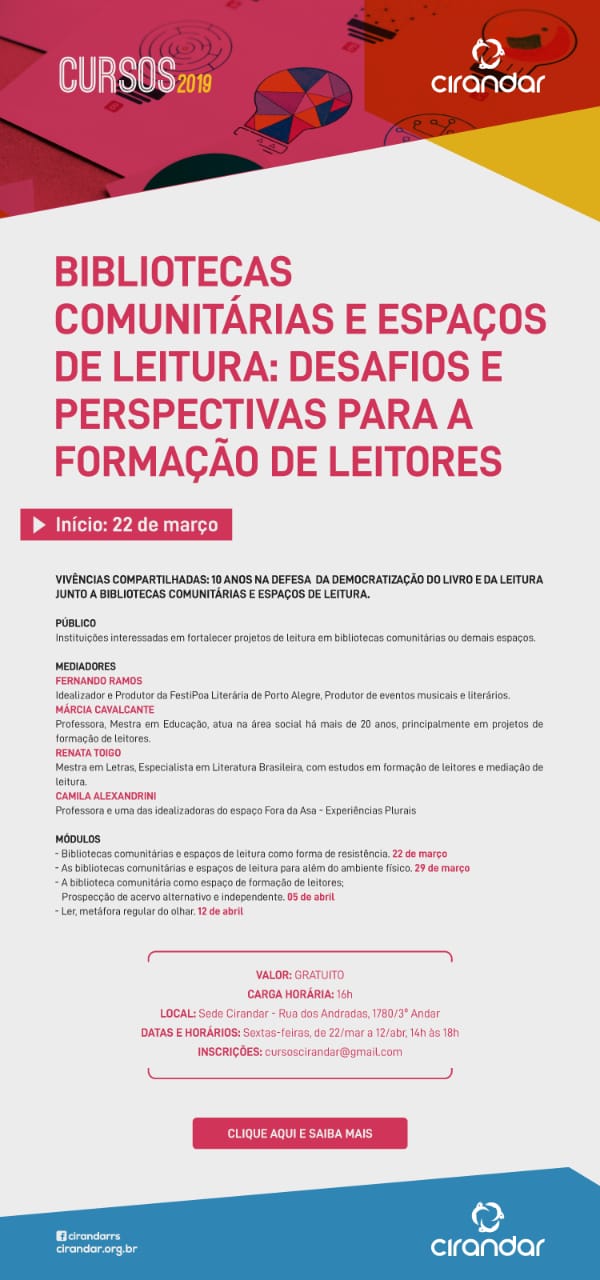 CURSOS 2019
cirandar
BIBLIOTECAS
COMUNITÁRIAS E ESPAÇOS
DE LEITURA: DESAFIOS E
PERSPECTIVAS PARA A
FORMAÇÃO DE LEITORES
Início: 22 de março
VIVÊNCIAS COMPARTILHADAS: 10 ANOS NA DEFESA DA DEMOCRATIZAÇÃO DO LIVRO E DA LEITURA
JUNTO A BIBLIOTECAS COMUNITÁRIAS E ESPAÇOS DE LEITURA.
PÚBLICO
Instituições interessadas em fortalecer projetos de leitura em bibliotecas comunitárias ou demais espaços.
MEDIADORES
FERNANDO RAMOS
Idealizador e Produtor da FestiPoa Literária de Porto Alegre, Produtor de eventos musicais e literários.
MÁRCIA CAVALCANTE
Professora, Mestra em Educação, atua na área social há mais de 20 anos, principalmente em projetos de
formação de leitores.
RENATA TOIGO
Mestra em Letras, Especialista em Literatura Brasileira, com estudos em formação de leitores e mediação de
leitura.
CAMILA ALEXANDRINI
Professora e uma das idealizadoras do espaço Fora da Asa - Experiências Plurais
MÓDULOS
- Bibliotecas comunitárias e espaços de leitura como forma de resistência. 22 de março
- As bibliotecas comunitárias e espaços de leitura para além do ambiente físico. 29 de março
- A biblioteca comunitária como espaço de formação de leitores;
Prospecção de acervo alternativo e independente. 05 de abril
- Ler, metáfora regular do olhar. 12 de abril
VALOR: GRATUITO
CARGA HORÁRIA: 16h
LOCAL: Sede Cirandar - Rua dos Andradas, 1780/3º Andar
DATAS E HORÁRIOS: Sextas-feiras, de 22/mar a 12/abr, 14h às 18h
INSCRIÇÕES: cursoscirandar@gmail.com
CLIQUE AQUI E SAIBA MAIS
cirandarrs
cirandar.org.br
cirandar